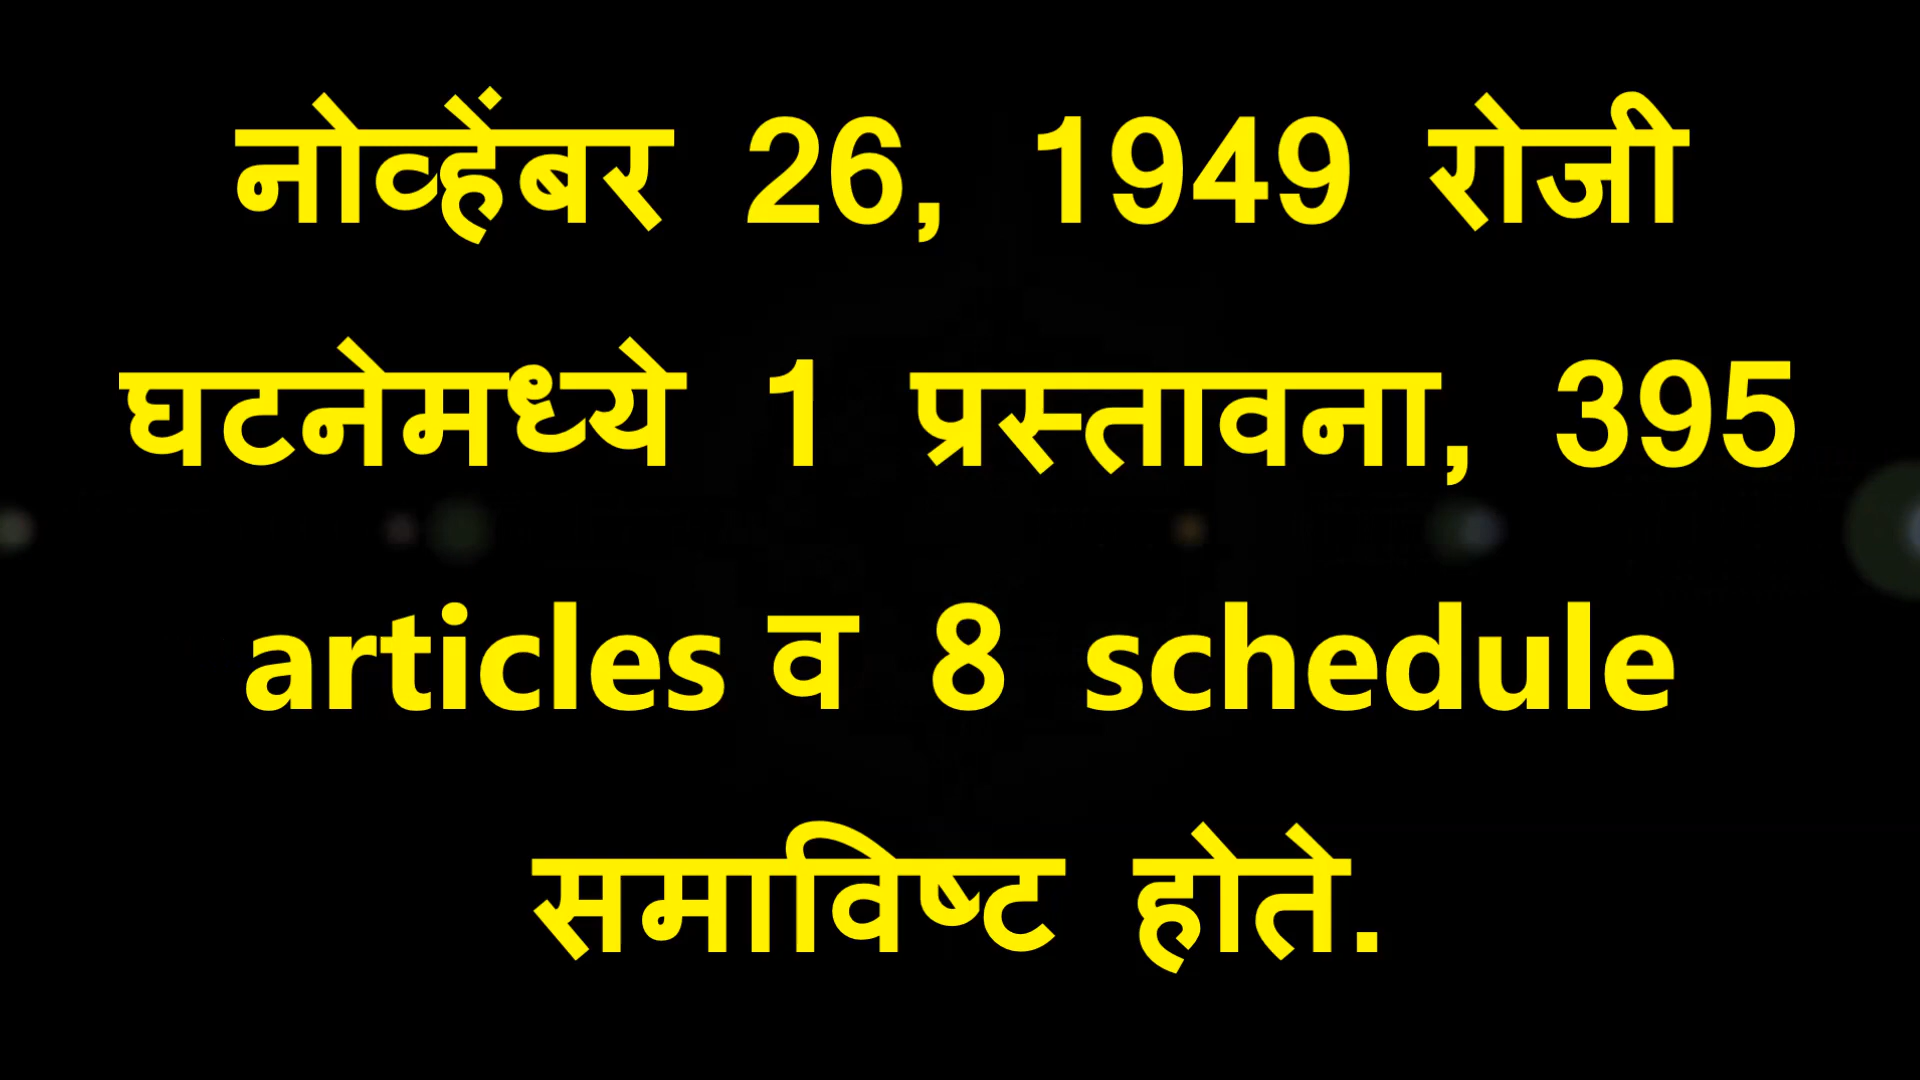 नोव्हेंबर 26, 1949 रोजी
घटनेमध्ये 1 प्रस्तावना, 395
articles व 8 schedule
समाविष्ट होते.